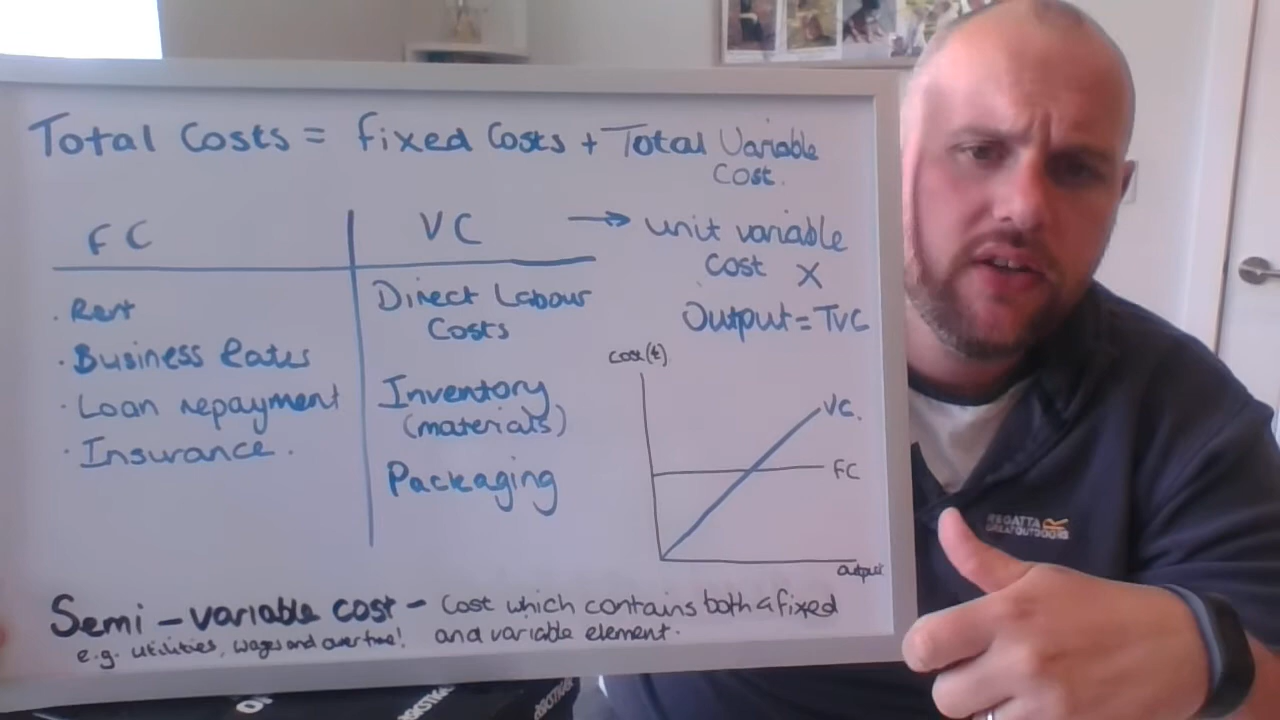 Total Costs = fixed Costs + Total Variable
Cost.
FC
VC
→ unit variable
cost X
Output = TVC
· Rent
· Business Rates
· Loan repayment
· Insurance.
Direct Labour
Costs
Inventory
(materials)
Packaging
Cost (£)
VC.
FC
Output
Semi-variable cost - Cost which contains both a fixed
e.g. utilities, wages and overtime! and variable element.
REGATTA
GREAT OUTDOORS